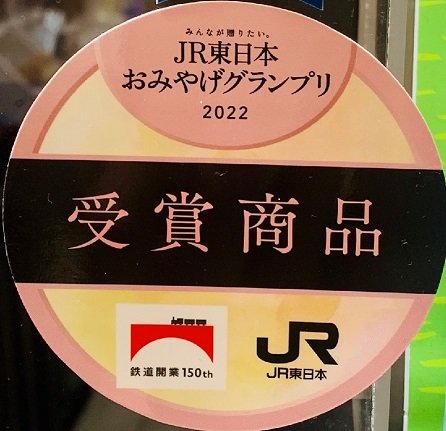 みんなが贈りたい。
JR東日本
おみやげグランプリ
2022
受賞商品
鉄道開業150th
JR
JR東日本